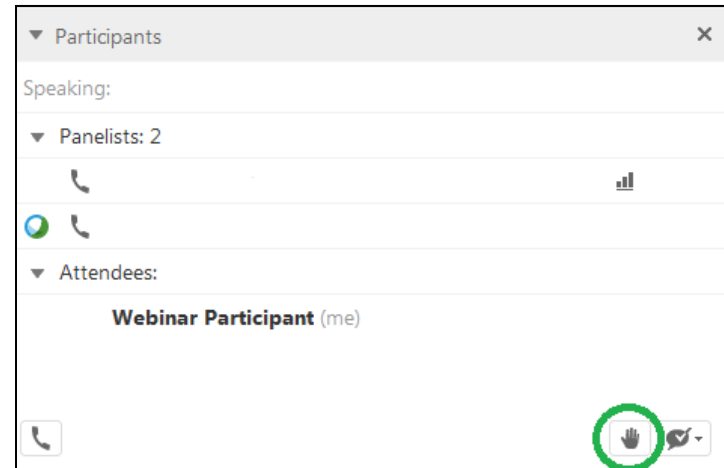 Participants
Speaking:
Panelists: 2
Attendees:
Webinar Participant (me)